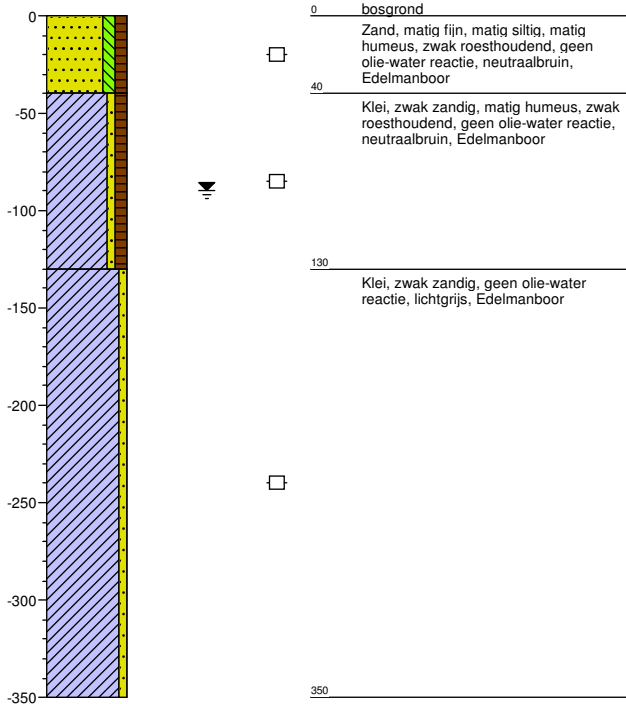 0
-50
-100
-150
-200
-250
-300
-350
0 bosgrond
Zand, matig fijn, matig siltig, matig
humeus, zwak roesthoudend, geen
olie-water reactie, neutraalbruin,
Edelmanboor
40
Klei, zwak zandig, matig humeus, zwak
roesthoudend, geen olie-water reactie,
neutraalbruin, Edelmanboor
130
Klei, zwak zandig, geen olie-water
reactie, lichtgrijs, Edelmanboor
350